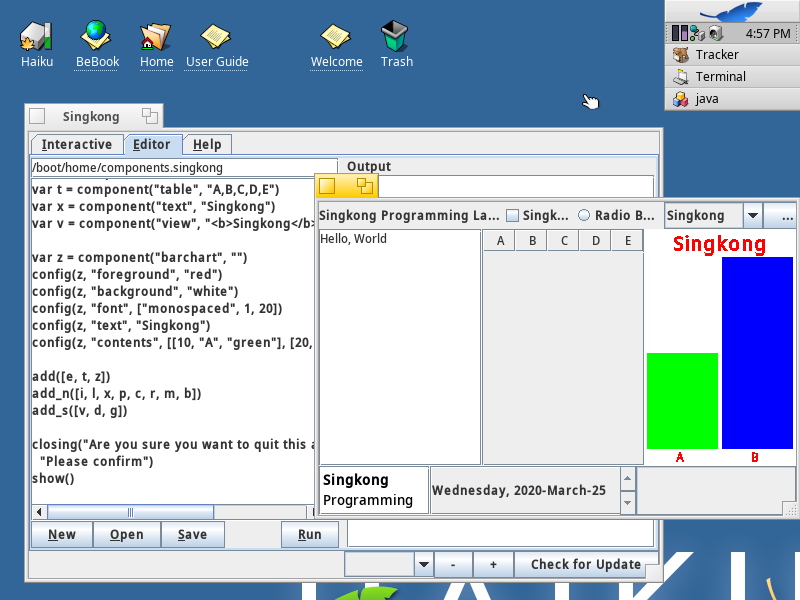 Haiku
BeBook
Home
User Guide
Welcome
Trash
4:57 PM
Tracker
Terminal
java
Singkong
Interactive
Editor
Help
/boot/home/components.singkong
var t = component("table", "A,B,C,D,E")
var x = component("text", "Singkong")
var v = component("view", "<b>Singkong</b>
var z = component("barchart", "")
config(z, "foreground", "red")
config(z, "background", "white")
config(z, "font", ["monospaced", 1, 20])
config(z, "text", "Singkong")
config(z, "contents", [[10, "A", "green"], [20,
add([e, t, z])
add_n([i, l, x, p, c, r, m, b])
add_s([v, d, g])
closing("Are you sure you want to quit this a
"Please confirm")
show()
New
Open
Save
Run
Output
- + Check for Update
Singkong Programming La... Singk... Radio B... Singkong ...
Hello, World
A B C D E
Singkong
A B
Singkong
Programming
Wednesday, 2020-March-25